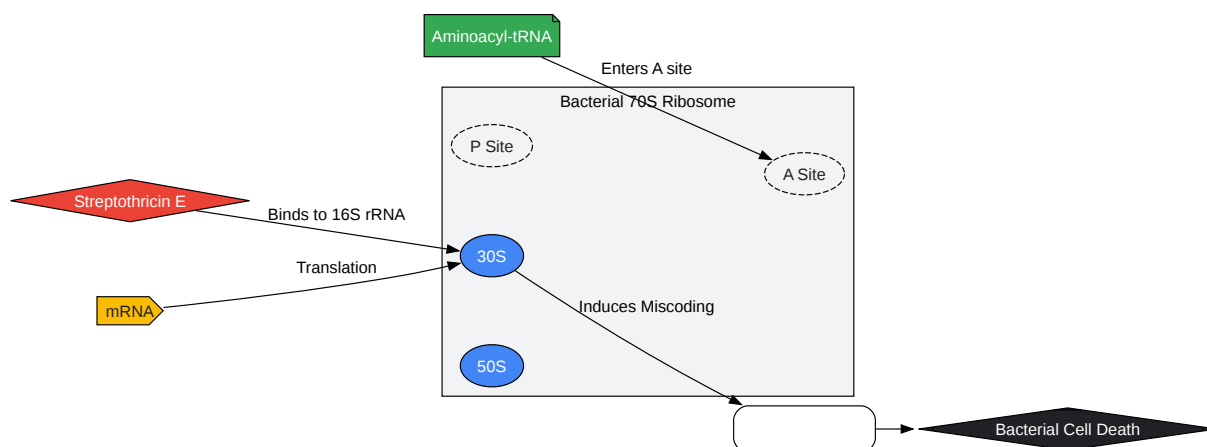 Aminoacyl-tRNA
Enters A site
Bacterial 70S Ribosome
P Site
A Site
Streptothricin E
Binds to 16S rRNA
30S
Translation
mRNA
Induces Miscoding
50S
Bacterial Cell Death